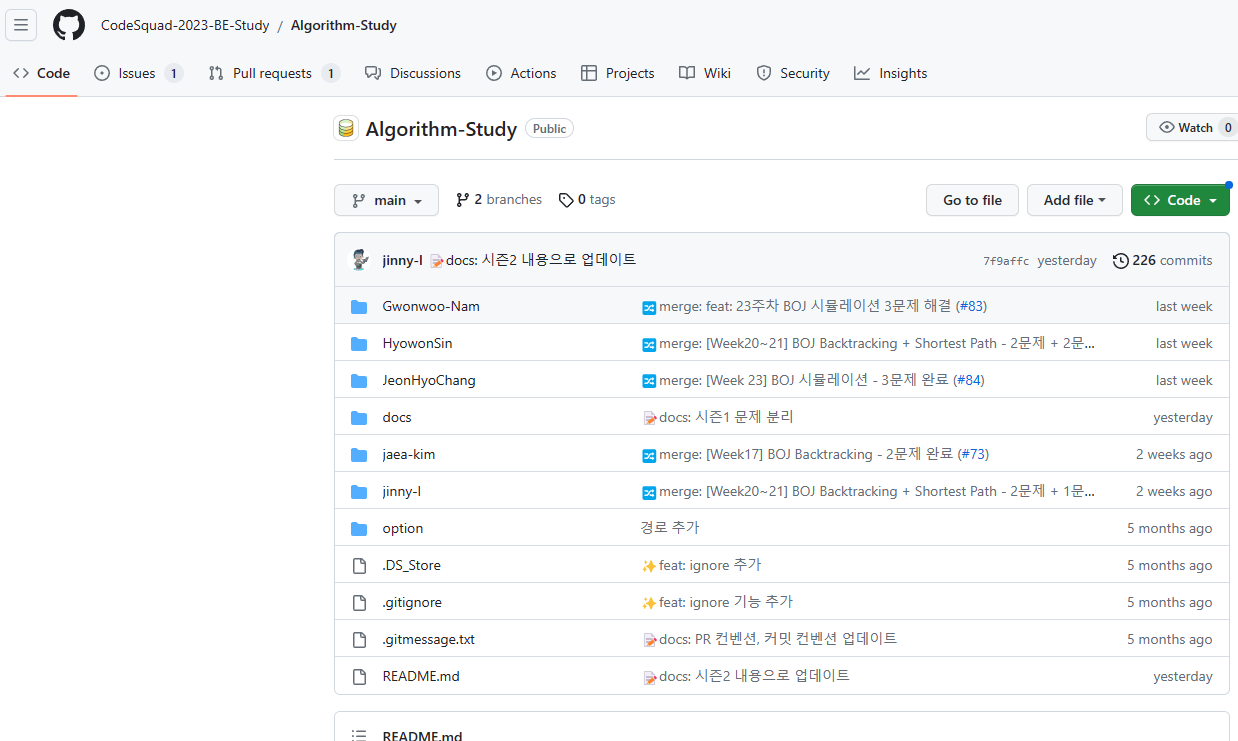 CodeSquad-2023-BE-Study / Algorithm-Study
Code Issues 1 Pull requests 1 Discussions Actions Projects Wiki Security Insights
Algorithm-Study Public Watch 0
main 2 branches 0 tags Go to file Add file Code
jinny-l docs: 시즌2 내용으로 업데이트 7f9affc yesterday 226 commits
Gwonwoo-Nam merge: feat: 23주차 BOJ 시뮬레이션 3문제 해결 (#83) last week
HyowonSin merge: [Week20~21] BOJ Backtracking + Shortest Path - 2문제 + 2문... last week
JeonHyoChang merge: [Week 23] BOJ 시뮬레이션 - 3문제 완료 (#84) last week
docs docs: 시즌1 문제 분리 yesterday
jaea-kim merge: [Week17] BOJ Backtracking - 2문제 완료 (#73) 2 weeks ago
jinny-l merge: [Week20~21] BOJ Backtracking + Shortest Path - 2문제 + 1문... 2 weeks ago
option 경로 추가 5 months ago
.DS_Store feat: ignore 추가 5 months ago
.gitignore feat: ignore 기능 추가 5 months ago
.gitmessage.txt docs: PR 컨벤션, 커밋 컨벤션 업데이트 5 months ago
README.md docs: 시즌2 내용으로 업데이트 yesterday
README.md